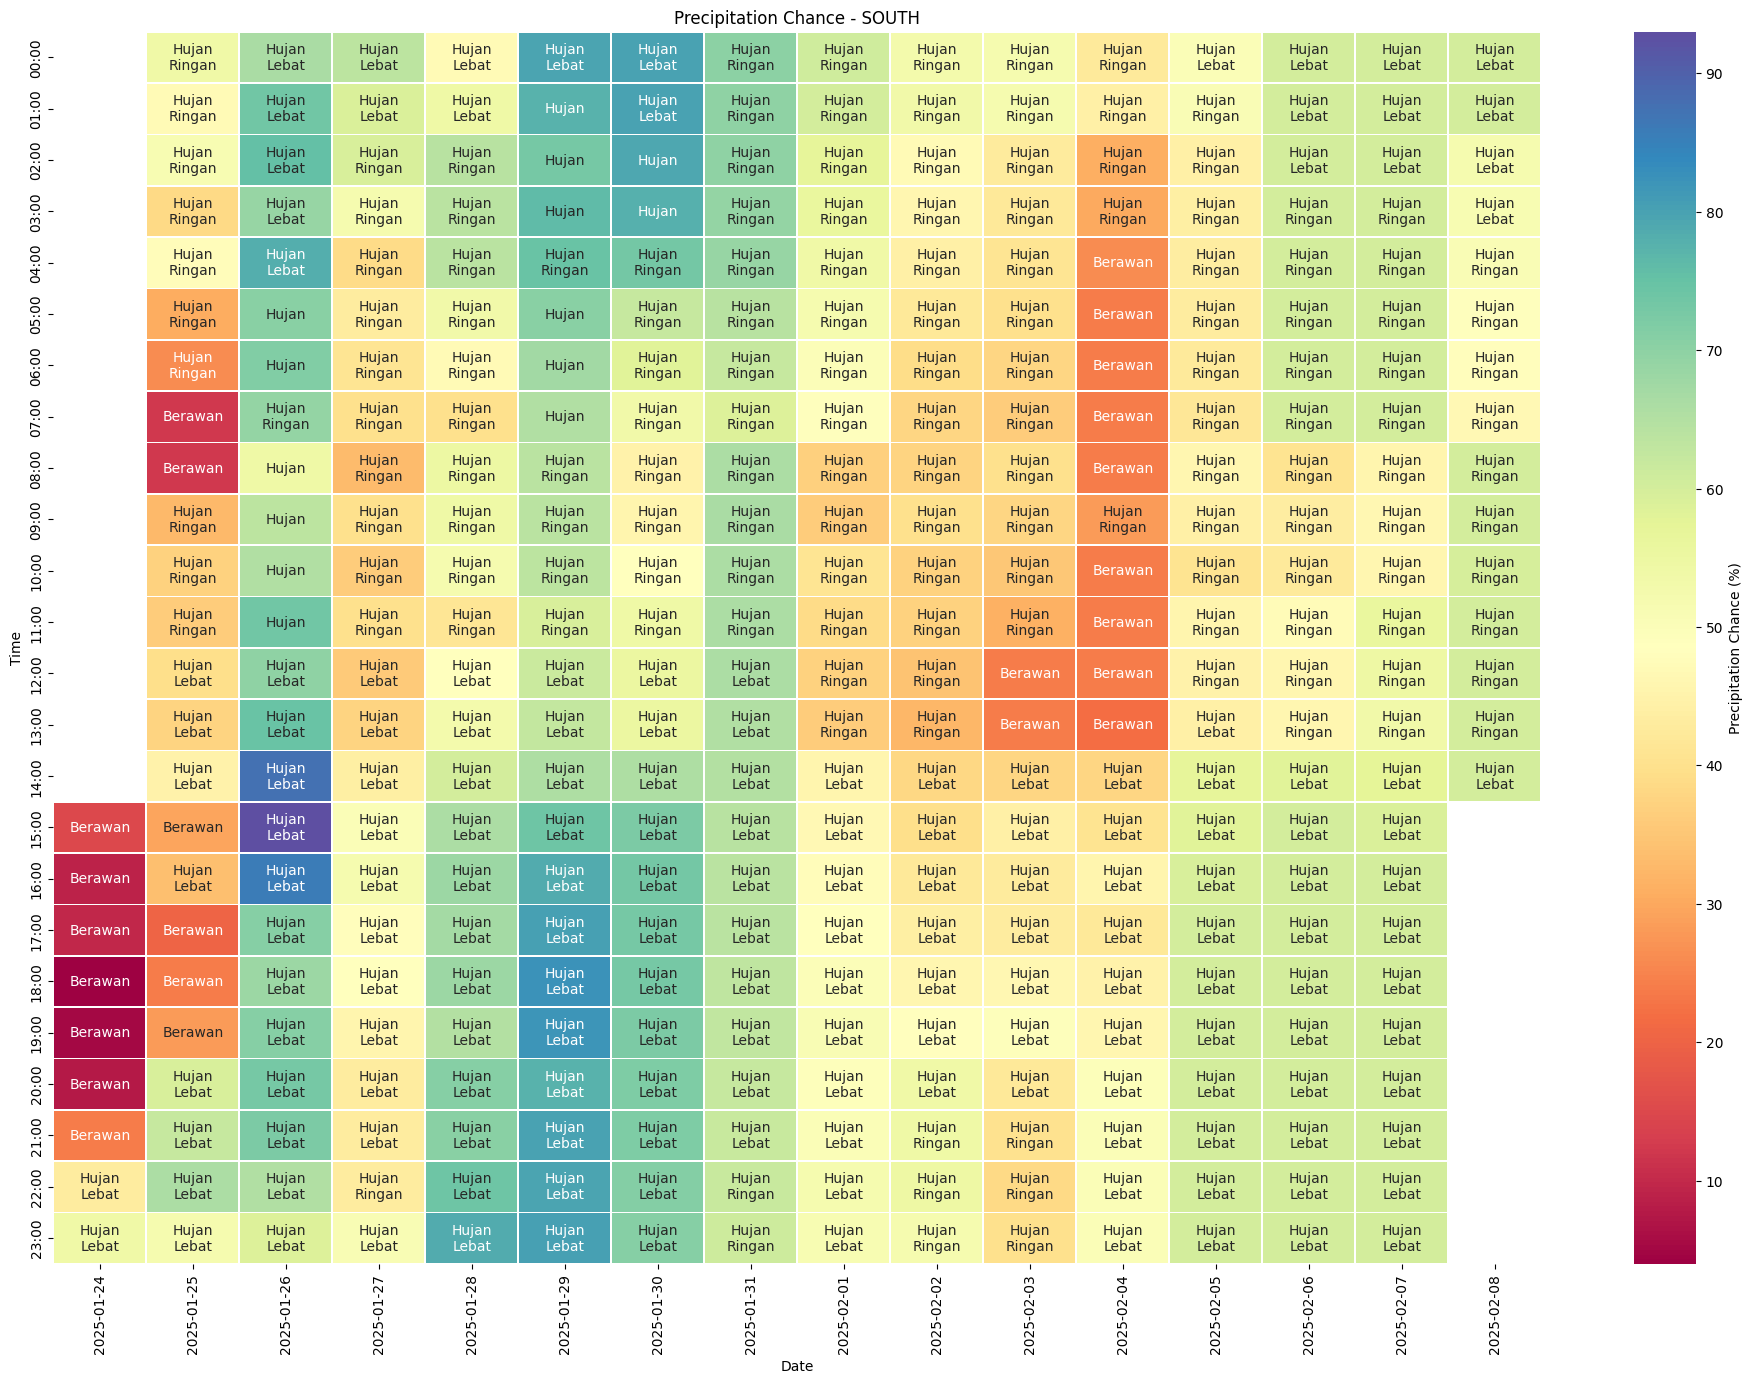 Precipitation Chance - SOUTH
00:00 Hujan Ringan Hujan Lebat Hujan Lebat Hujan Lebat Hujan Lebat Hujan Lebat Hujan Ringan Hujan Ringan Hujan Ringan Hujan Ringan Hujan Ringan Hujan Lebat Hujan Lebat Hujan Lebat Hujan Lebat
01:00 Hujan Ringan Hujan Lebat Hujan Lebat Hujan Lebat Hujan Hujan Lebat Hujan Ringan Hujan Ringan Hujan Ringan Hujan Ringan Hujan Ringan Hujan Ringan Hujan Lebat Hujan Lebat Hujan Lebat
02:00 Hujan Ringan Hujan Lebat Hujan Ringan Hujan Ringan Hujan Hujan Hujan Ringan Hujan Ringan Hujan Ringan Hujan Ringan Hujan Ringan Hujan Ringan Hujan Lebat Hujan Lebat Hujan Lebat
03:00 Hujan Ringan Hujan Lebat Hujan Ringan Hujan Ringan Hujan Hujan Hujan Ringan Hujan Ringan Hujan Ringan Hujan Ringan Hujan Ringan Hujan Ringan Hujan Ringan Hujan Ringan Hujan Lebat
04:00 Hujan Ringan Hujan Lebat Hujan Ringan Hujan Ringan Hujan Ringan Hujan Ringan Hujan Ringan Hujan Ringan Hujan Ringan Hujan Ringan Berawan Hujan Ringan Hujan Ringan Hujan Ringan Hujan Ringan
05:00 Hujan Ringan Hujan Hujan Ringan Hujan Ringan Hujan Hujan Ringan Hujan Ringan Hujan Ringan Hujan Ringan Hujan Ringan Berawan Hujan Ringan Hujan Ringan Hujan Ringan Hujan Ringan
06:00 Hujan Ringan Hujan Hujan Ringan Hujan Ringan Hujan Hujan Ringan Hujan Ringan Hujan Ringan Hujan Ringan Hujan Ringan Berawan Hujan Ringan Hujan Ringan Hujan Ringan Hujan Ringan
07:00 Berawan Hujan Ringan Hujan Ringan Hujan Ringan Hujan Hujan Ringan Hujan Ringan Hujan Ringan Hujan Ringan Hujan Ringan Berawan Hujan Ringan Hujan Ringan Hujan Ringan Hujan Ringan
08:00 Berawan Hujan Hujan Ringan Hujan Ringan Hujan Ringan Hujan Ringan Hujan Ringan Hujan Ringan Hujan Ringan Hujan Ringan Berawan Hujan Ringan Hujan Ringan Hujan Ringan Hujan Ringan
09:00 Hujan Ringan Hujan Hujan Ringan Hujan Ringan Hujan Ringan Hujan Ringan Hujan Ringan Hujan Ringan Hujan Ringan Hujan Ringan Hujan Ringan Hujan Ringan Hujan Ringan Hujan Ringan Hujan Ringan
10:00 Hujan Ringan Hujan Hujan Ringan Hujan Ringan Hujan Ringan Hujan Ringan Hujan Ringan Hujan Ringan Hujan Ringan Hujan Ringan Berawan Hujan Ringan Hujan Ringan Hujan Ringan Hujan Ringan
11:00 Hujan Ringan Hujan Hujan Ringan Hujan Ringan Hujan Ringan Hujan Ringan Hujan Ringan Hujan Ringan Hujan Ringan Hujan Ringan Berawan Hujan Ringan Hujan Ringan Hujan Ringan Hujan Ringan
12:00 Hujan Lebat Hujan Lebat Hujan Lebat Hujan Lebat Hujan Lebat Hujan Lebat Hujan Lebat Hujan Ringan Hujan Ringan Berawan Berawan Hujan Ringan Hujan Ringan Hujan Ringan Hujan Ringan
13:00 Hujan Lebat Hujan Lebat Hujan Lebat Hujan Lebat Hujan Lebat Hujan Lebat Hujan Lebat Hujan Ringan Hujan Ringan Berawan Berawan Hujan Lebat Hujan Ringan Hujan Ringan Hujan Ringan
14:00 Hujan Lebat Hujan Lebat Hujan Lebat Hujan Lebat Hujan Lebat Hujan Lebat Hujan Lebat Hujan Lebat Hujan Lebat Hujan Lebat Hujan Lebat Hujan Lebat Hujan Lebat Hujan Lebat Hujan Lebat
15:00 Berawan Berawan Hujan Lebat Hujan Lebat Hujan Lebat Hujan Lebat Hujan Lebat Hujan Lebat Hujan Lebat Hujan Lebat Hujan Lebat Hujan Lebat Hujan Lebat Hujan Lebat Hujan Lebat
16:00 Berawan Hujan Lebat Hujan Lebat Hujan Lebat Hujan Lebat Hujan Lebat Hujan Lebat Hujan Lebat Hujan Lebat Hujan Lebat Hujan Lebat Hujan Lebat Hujan Lebat Hujan Lebat Hujan Lebat
17:00 Berawan Berawan Hujan Lebat Hujan Lebat Hujan Lebat Hujan Lebat Hujan Lebat Hujan Lebat Hujan Lebat Hujan Lebat Hujan Lebat Hujan Lebat Hujan Lebat Hujan Lebat Hujan Lebat
18:00 Berawan Berawan Hujan Lebat Hujan Lebat Hujan Lebat Hujan Lebat Hujan Lebat Hujan Lebat Hujan Lebat Hujan Lebat Hujan Lebat Hujan Lebat Hujan Lebat Hujan Lebat Hujan Lebat
19:00 Berawan Berawan Hujan Lebat Hujan Lebat Hujan Lebat Hujan Lebat Hujan Lebat Hujan Lebat Hujan Lebat Hujan Lebat Hujan Lebat Hujan Lebat Hujan Lebat Hujan Lebat Hujan Lebat
20:00 Berawan Hujan Lebat Hujan Lebat Hujan Lebat Hujan Lebat Hujan Lebat Hujan Lebat Hujan Lebat Hujan Lebat Hujan Lebat Hujan Lebat Hujan Lebat Hujan Lebat Hujan Lebat Hujan Lebat
21:00 Berawan Hujan Lebat Hujan Lebat Hujan Lebat Hujan Lebat Hujan Lebat Hujan Lebat Hujan Lebat Hujan Lebat Hujan Ringan Hujan Ringan Hujan Lebat Hujan Lebat Hujan Lebat Hujan Lebat
22:00 Hujan Lebat Hujan Lebat Hujan Lebat Hujan Ringan Hujan Lebat Hujan Lebat Hujan Lebat Hujan Ringan Hujan Lebat Hujan Ringan Hujan Ringan Hujan Lebat Hujan Lebat Hujan Lebat Hujan Lebat
23:00 Hujan Lebat Hujan Lebat Hujan Lebat Hujan Lebat Hujan Lebat Hujan Lebat Hujan Lebat Hujan Ringan Hujan Lebat Hujan Ringan Hujan Ringan Hujan Lebat Hujan Lebat Hujan Lebat Hujan Lebat
Time
2025-01-24 2025-01-25 2025-01-26 2025-01-27 2025-01-28 2025-01-29 2025-01-30 2025-01-31 2025-02-01 2025-02-02 2025-02-03 2025-02-04 2025-02-05 2025-02-06 2025-02-07 2025-02-08
Date
90
80
70
60
50
40
30
20
10
Precipitation Chance (%)